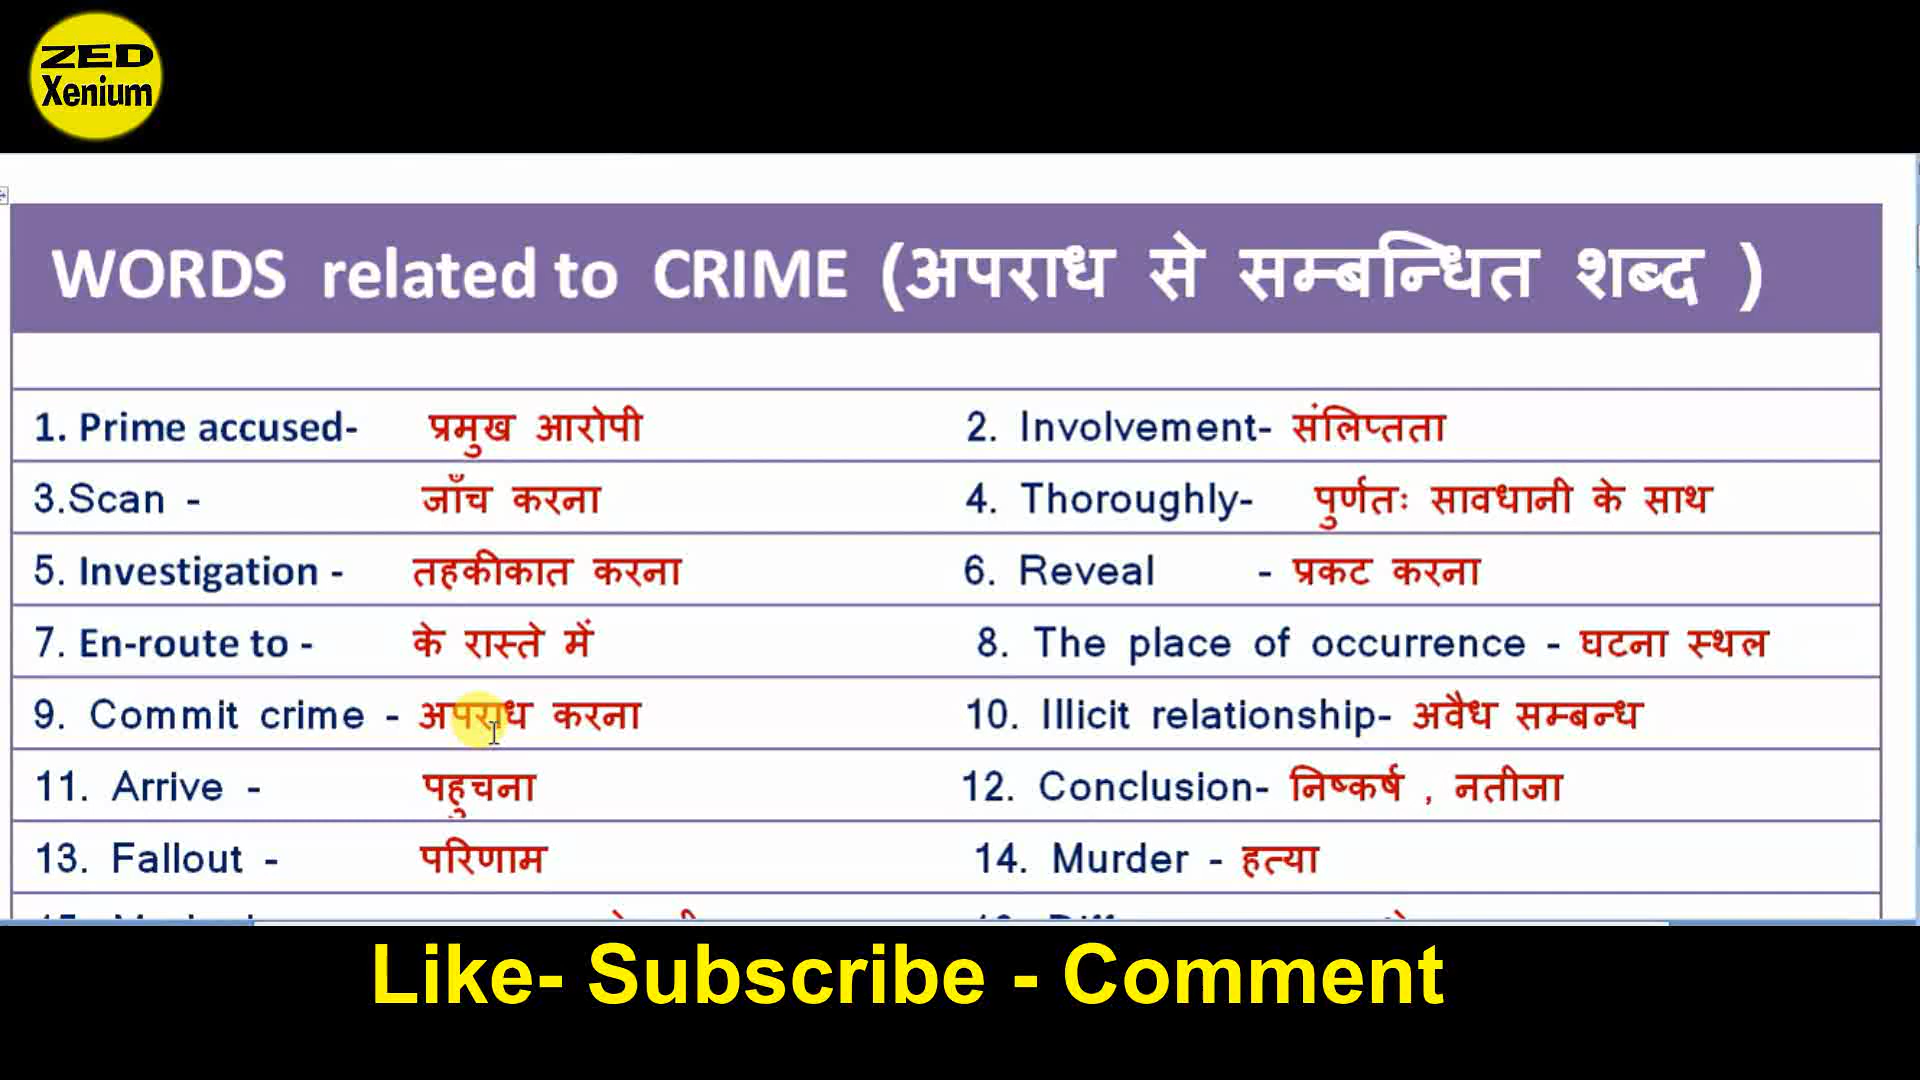 ZED
Xenium
WORDS related to CRIME (अपराध से सम्बन्धित शब्द )
1. Prime accused- प्रमुख आरोपी 2. Involvement- संलिप्तता
3.Scan - जाँच करना 4. Thoroughly- पुर्णतः सावधानी के साथ
5. Investigation - तहकीकात करना 6. Reveal - प्रकट करना
7. En-route to - के रास्ते में 8. The place of occurrence - घटना स्थल
9. Commit crime - अपराध करना 10. Illicit relationship- अवैध सम्बन्ध
11. Arrive - पहुचना 12. Conclusion- निष्कर्ष , नतीजा
13. Fallout - परिणाम 14. Murder - हत्या
Like- Subscribe - Comment